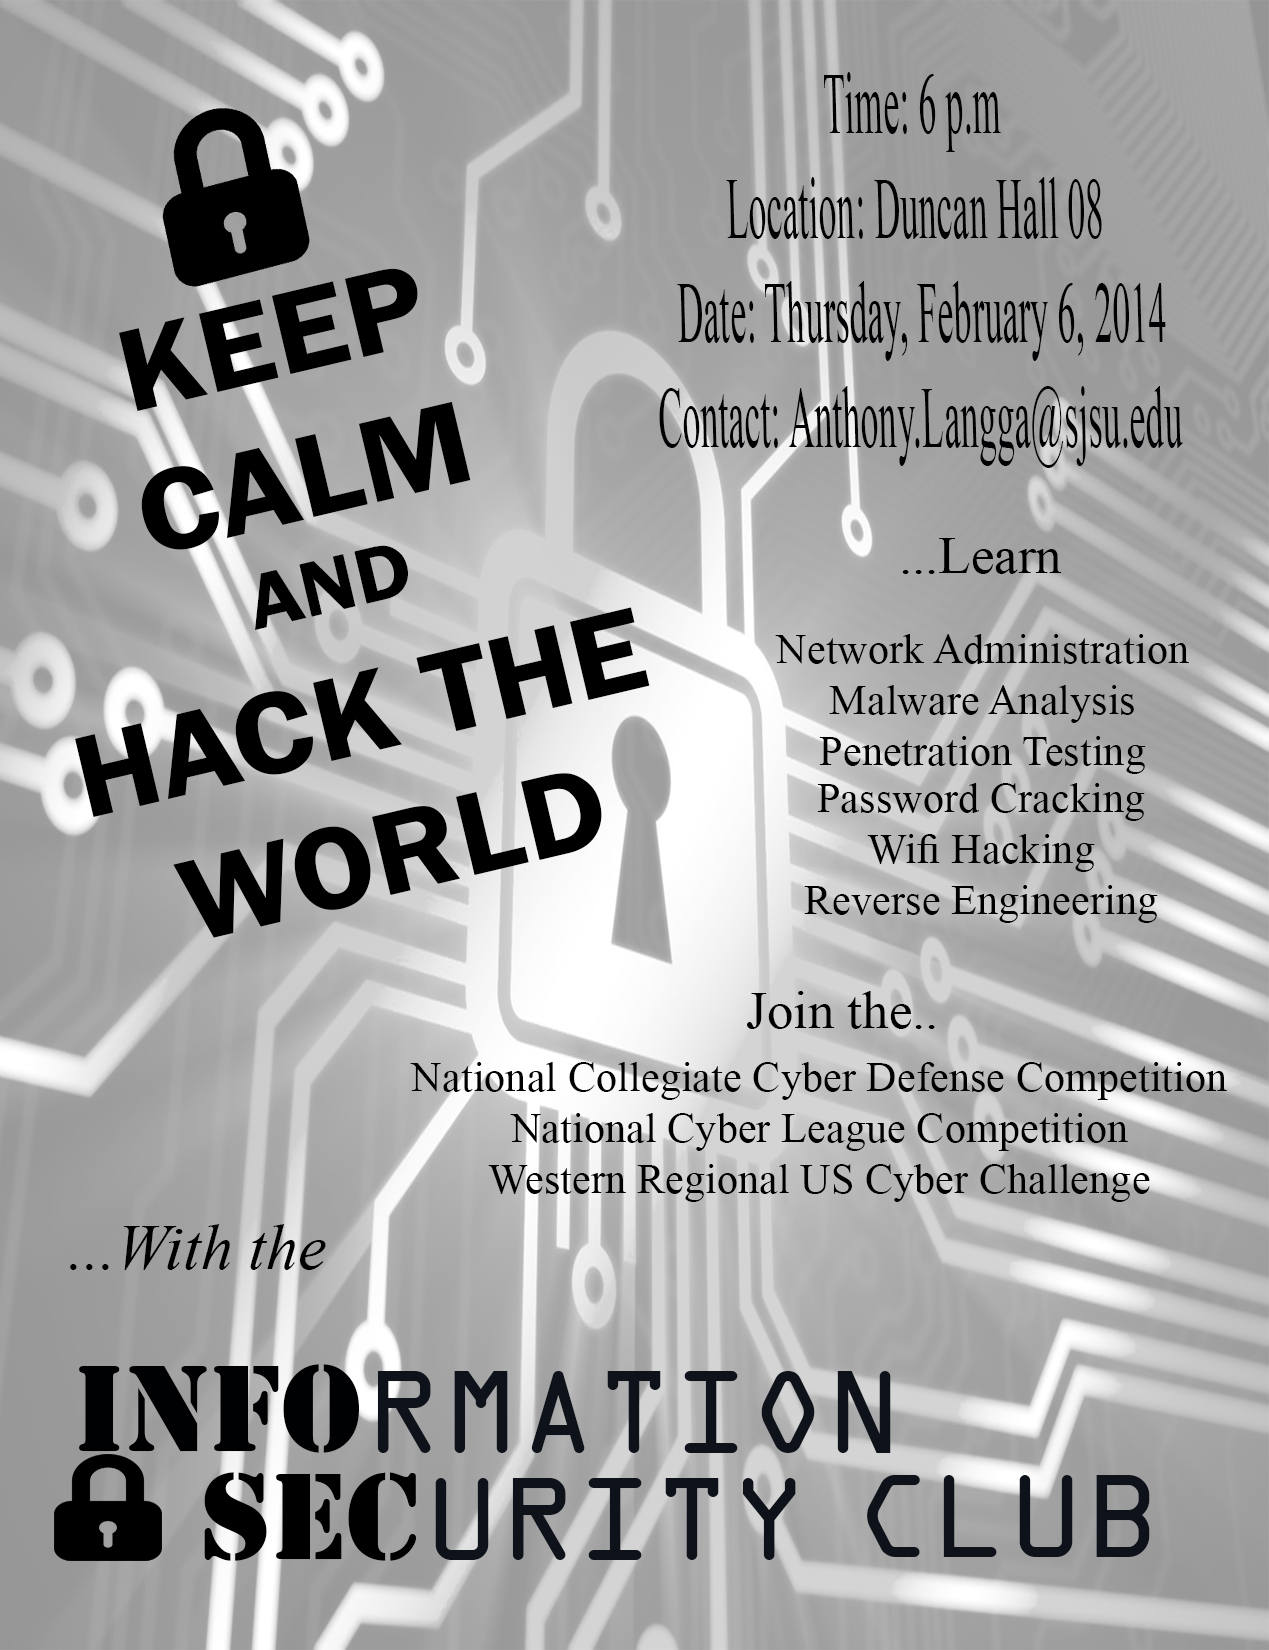 KEEP
CALM
AND
HACK THE
WORLD
Time: 6 p.m
Location: Duncan Hall 08
Date: Thursday, February 6, 2014
Contact: Anthony.Langga@sjsu.edu
...Learn
Network Administration
Malware Analysis
Penetration Testing
Password Cracking
Wifi Hacking
Reverse Engineering
Join the..
National Collegiate Cyber Defense Competition
National Cyber League Competition
Western Regional US Cyber Challenge
...With the
INFORMATION
SECURITY CLUB